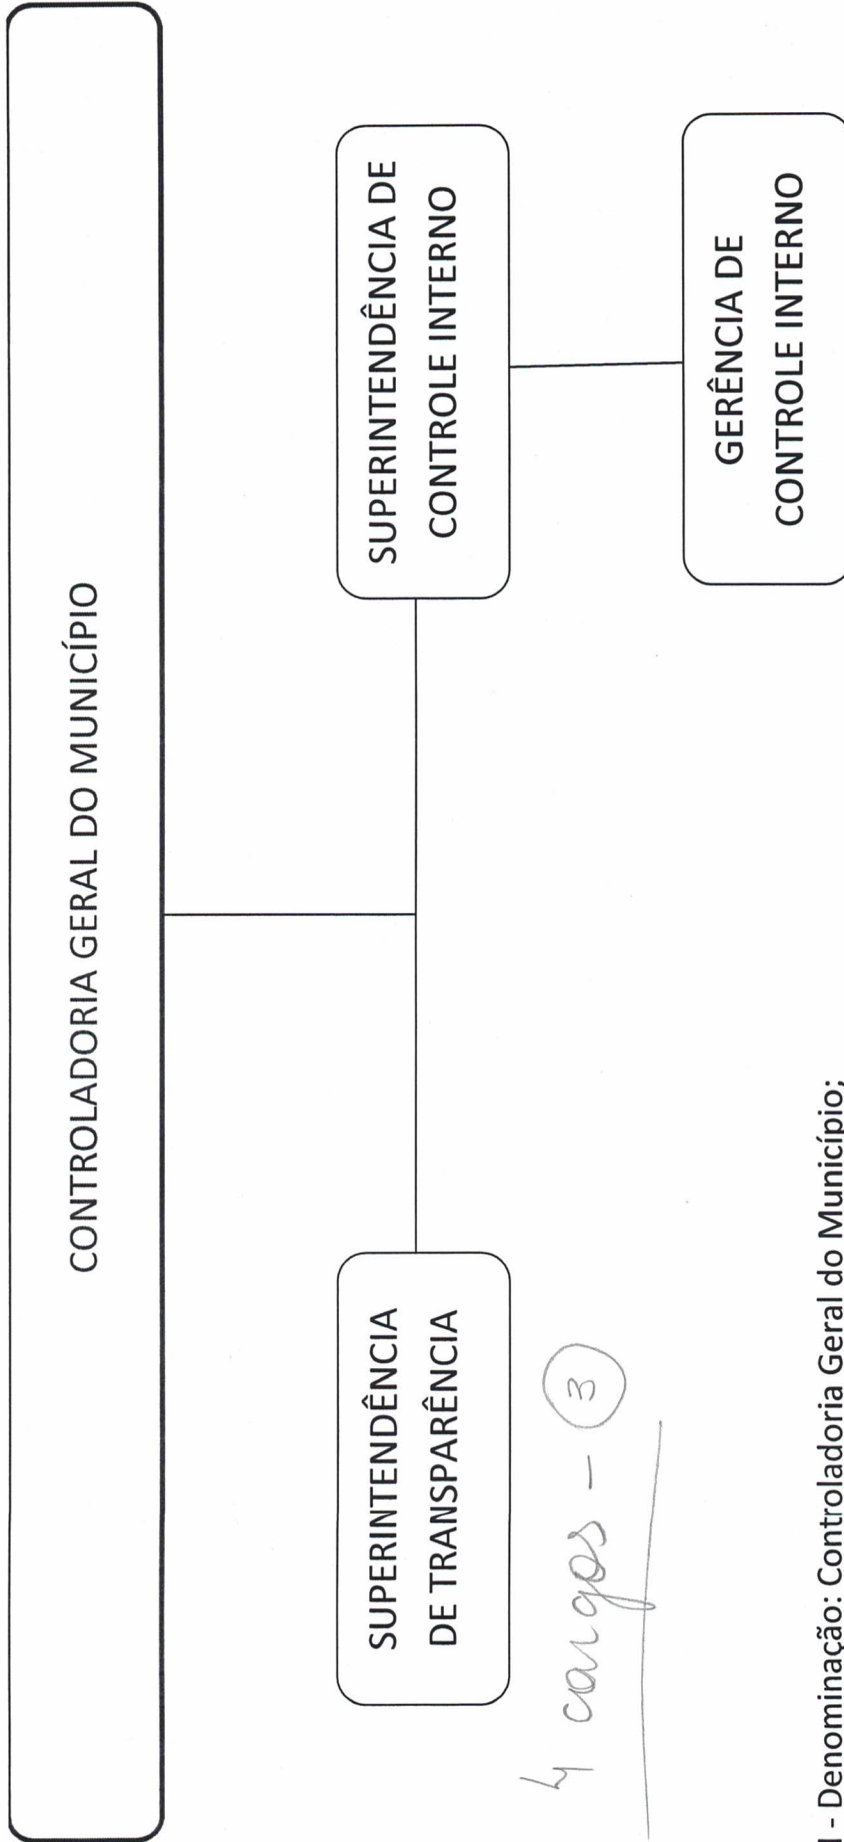 CONTROLADORIA GERAL DO MUNICÍPIO
SUPERINTENDÊNCIA
DE TRANSPARÊNCIA
SUPERINTENDÊNCIA DE
CONTROLE INTERNO
GERÊNCIA DE
CONTROLE INTERNO
4 cargos - 3
I - Denominação: Controladoria Geral do Município;